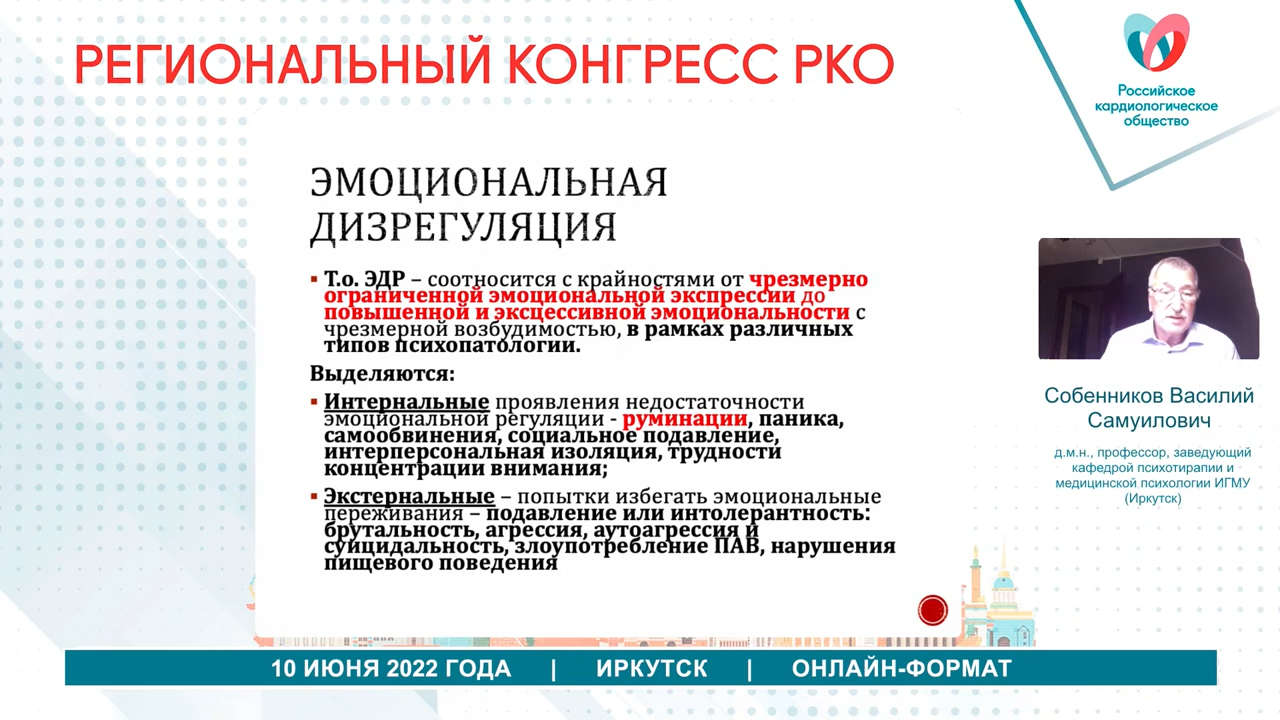 РЕГИОНАЛЬНЫЙ КОНГРЕСС РКО
Российское
кардиологическое
общество
ЭМОЦИОНАЛЬНАЯ
ДИЗРЕГУЛЯЦИЯ
▪ Т.о. ЭДР – соотносится с крайностями от чрезмерно
ограниченной эмоциональной экспрессии до
повышенной и эксцессивной эмоциональности с
чрезмерной возбудимостью, в рамках различных
типов психопатологии.
Выделяются:
▪ Интернальные проявления недостаточности
эмоциональной регуляции - руминации, паника,
самообвинения, социальное подавление,
интерперсональная изоляция, трудности
концентрации внимания;
▪ Экстернальные – попытки избегать эмоциональные
переживания – подавление или интолерантность:
брутальность, агрессия, аутоагрессия и
суицидальность, злоупотребление ПАВ, нарушения
пищевого поведения
Собенников Василий
Самуилович
д.м.н., профессор, заведующий
кафедрой психотирапии и
медицинской психологии ИГМУ
(Иркутск)
10 ИЮНЯ 2022 ГОДА | ИРКУТСК | ОНЛАЙН-ФОРМАТ